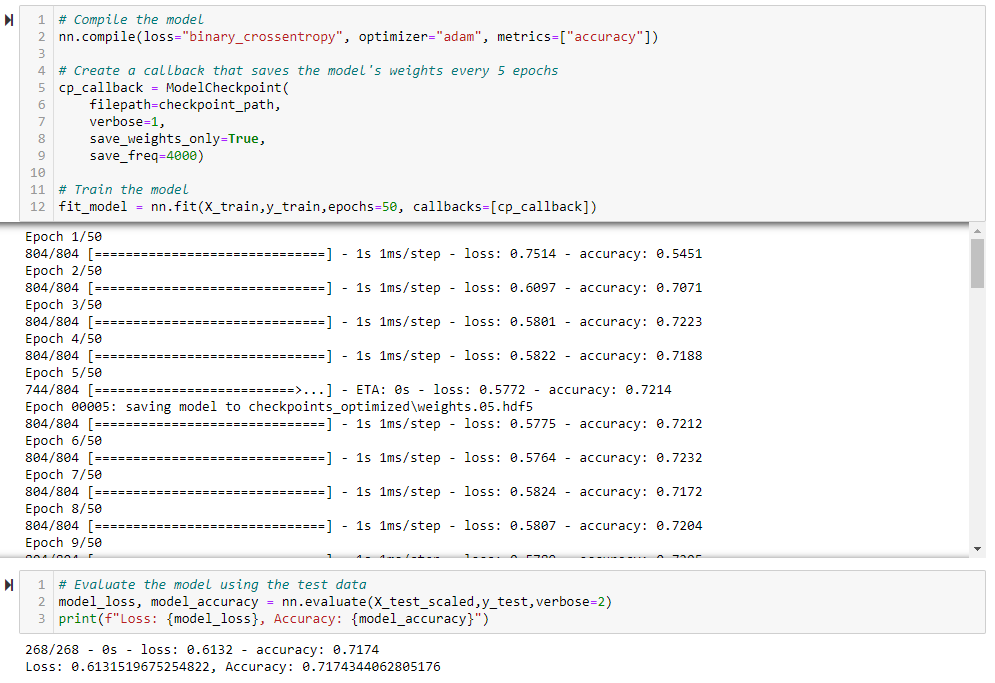 1 # Compile the model
2 nn.compile(loss="binary_crossentropy", optimizer="adam", metrics=["accuracy"])
3
4 # Create a callback that saves the model's weights every 5 epochs
5 cp_callback = ModelCheckpoint(
6     filepath=checkpoint_path,
7     verbose=1,
8     save_weights_only=True,
9     save_freq=4000)
10
11 # Train the model
12 fit_model = nn.fit(X_train,y_train,epochs=50, callbacks=[cp_callback])
Epoch 1/50
804/804 [==============================] - 1s 1ms/step - loss: 0.7514 - accuracy: 0.5451
Epoch 2/50
804/804 [==============================] - 1s 1ms/step - loss: 0.6097 - accuracy: 0.7071
Epoch 3/50
804/804 [==============================] - 1s 1ms/step - loss: 0.5801 - accuracy: 0.7223
Epoch 4/50
804/804 [==============================] - 1s 1ms/step - loss: 0.5822 - accuracy: 0.7188
Epoch 5/50
744/804 [==========================>...] - ETA: 0s - loss: 0.5772 - accuracy: 0.7214
Epoch 00005: saving model to checkpoints_optimized\weights.05.hdf5
804/804 [==============================] - 1s 1ms/step - loss: 0.5775 - accuracy: 0.7212
Epoch 6/50
804/804 [==============================] - 1s 1ms/step - loss: 0.5764 - accuracy: 0.7232
Epoch 7/50
804/804 [==============================] - 1s 1ms/step - loss: 0.5824 - accuracy: 0.7172
Epoch 8/50
804/804 [==============================] - 1s 1ms/step - loss: 0.5807 - accuracy: 0.7204
Epoch 9/50
1 # Evaluate the model using the test data
2 model_loss, model_accuracy = nn.evaluate(X_test_scaled,y_test,verbose=2)
3 print(f"Loss: {model_loss}, Accuracy: {model_accuracy}")
268/268 - 0s - loss: 0.6132 - accuracy: 0.7174
Loss: 0.6131519675254822, Accuracy: 0.7174344062805176